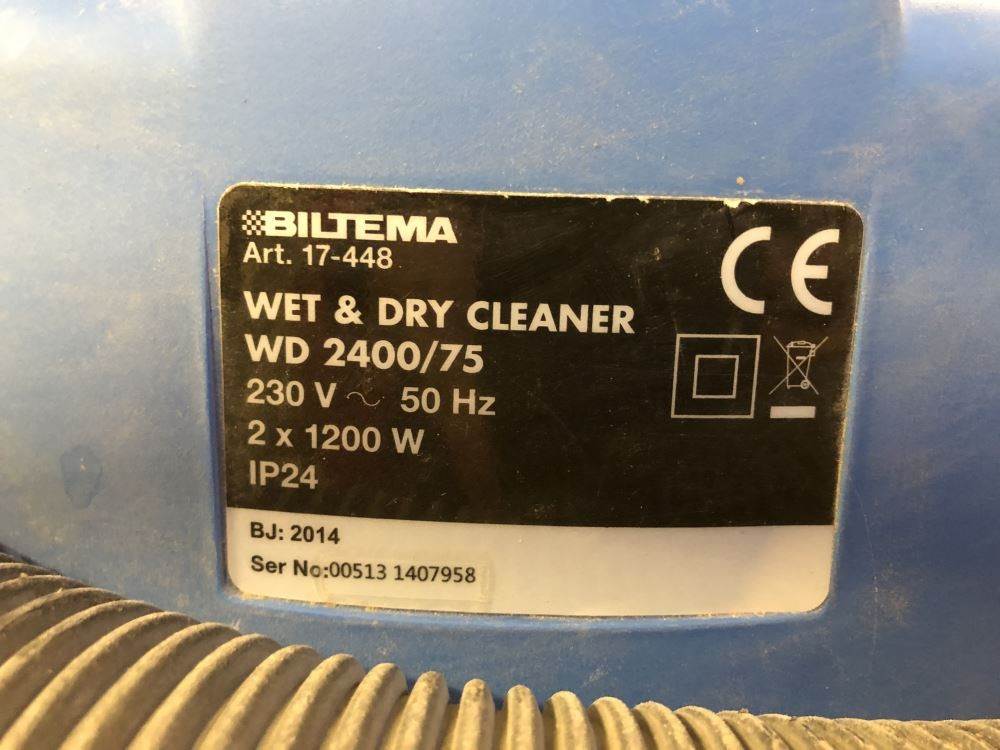 BILTEMA
Art. 17-448
WET & DRY CLEANER
WD 2400/75
230 V ~ 50 Hz
2 x 1200 W
IP24
CE
BJ: 2014
Ser No:00513 1407958